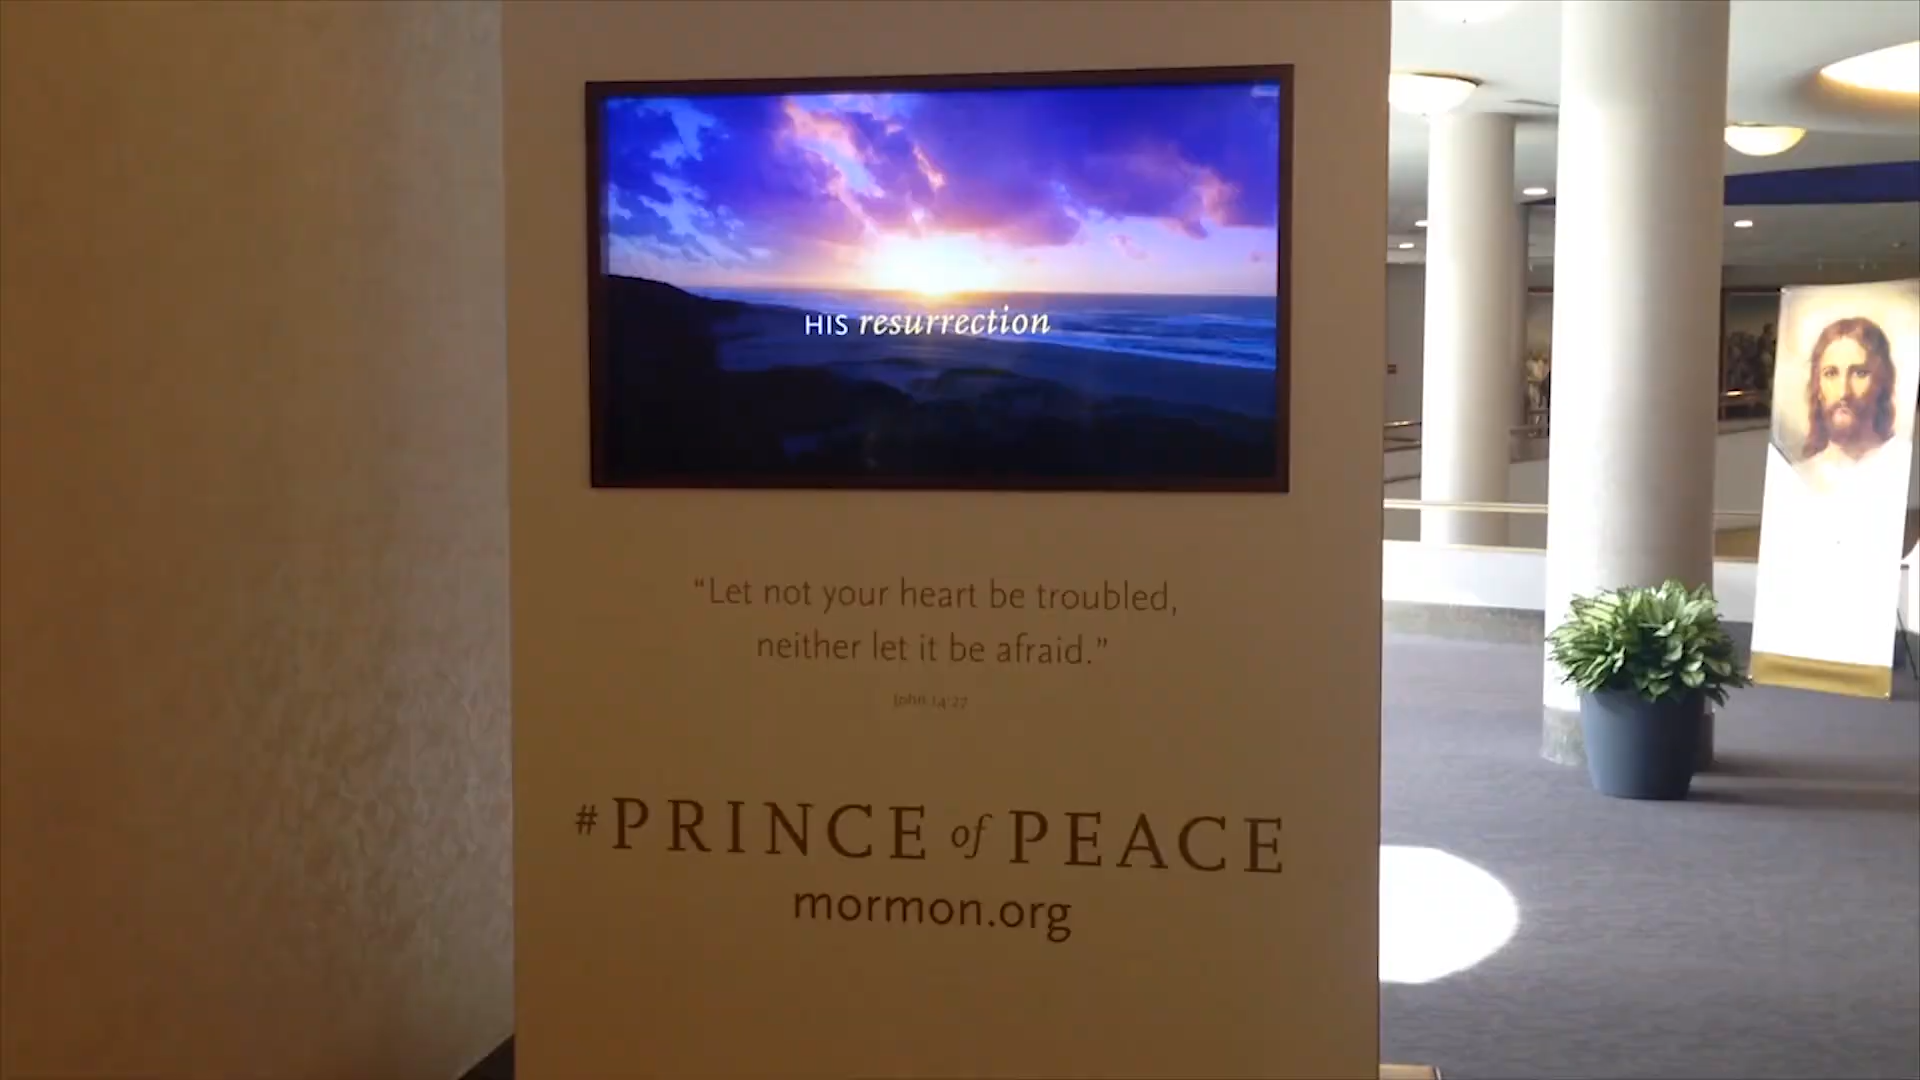 HIS resurrection
“Let not your heart be troubled,
neither let it be afraid.”
John 14:27
#PRINCE of PEACE
mormon.org